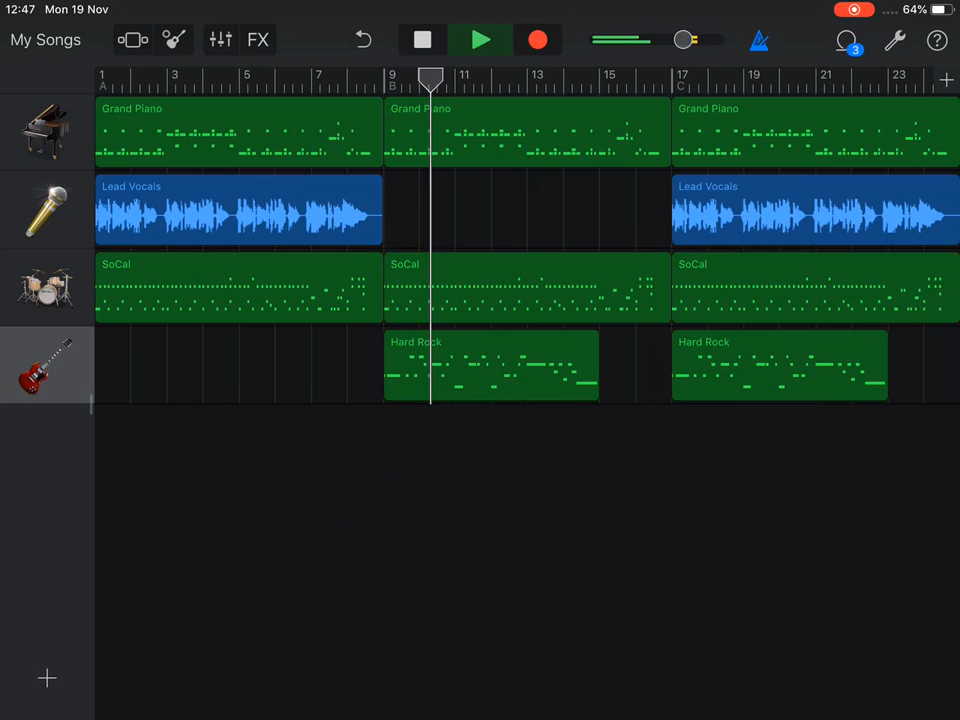 12:47 Mon 19 Nov 64%
My Songs FX 3 ?
1 3 5 7 9 11 13 15 17 19 21 23
A B C
Grand Piano Grand Piano Grand Piano
Lead Vocals Lead Vocals
SoCal SoCal SoCal
Hard Rock Hard Rock